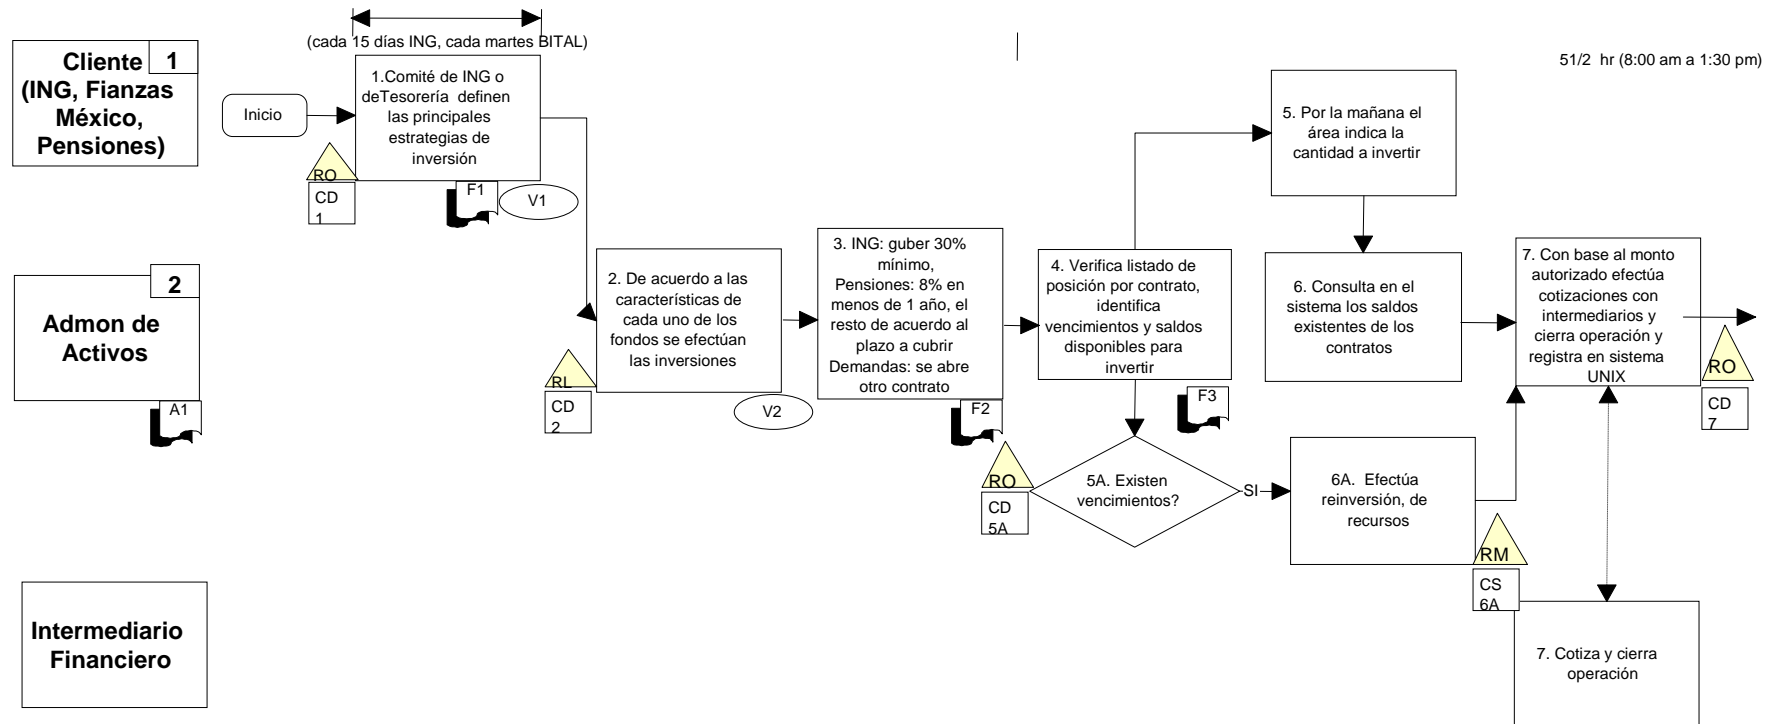 (cada 15 días ING, cada martes BITAL)
51/2 hr (8:00 am a 1:30 pm)
Cliente
1
(ING, Fianzas
México,
Pensiones)
Inicio
1.Comité de ING o
deTesorería definen
las principales
estrategias de
inversión
RO
CD
1
F1
V1
5. Por la mañana el
área indica la
cantidad a invertir
2
Admon de
Activos
A1
2. De acuerdo a las
características de
cada uno de los
fondos se efectúan
las inversiones
RL
CD
2
V2
3. ING: guber 30%
mínimo,
Pensiones: 8% en
menos de 1 año, el
resto de acuerdo al
plazo a cubrir
Demandas: se abre
otro contrato
F2
4. Verifica listado de
posición por contrato,
identifica
vencimientos y saldos
disponibles para
invertir
F3
6. Consulta en el
sistema los saldos
existentes de los
contratos
7. Con base al monto
autorizado efectúa
cotizaciones con
intermediarios y
cierra operación y
registra en sistema
UNIX
RO
CD
7
RO
CD
5A
5A. Existen
vencimientos?
SI
6A. Efectúa
reinversión, de
recursos
RM
CS
6A
Intermediario
Financiero
7. Cotiza y cierra
operación